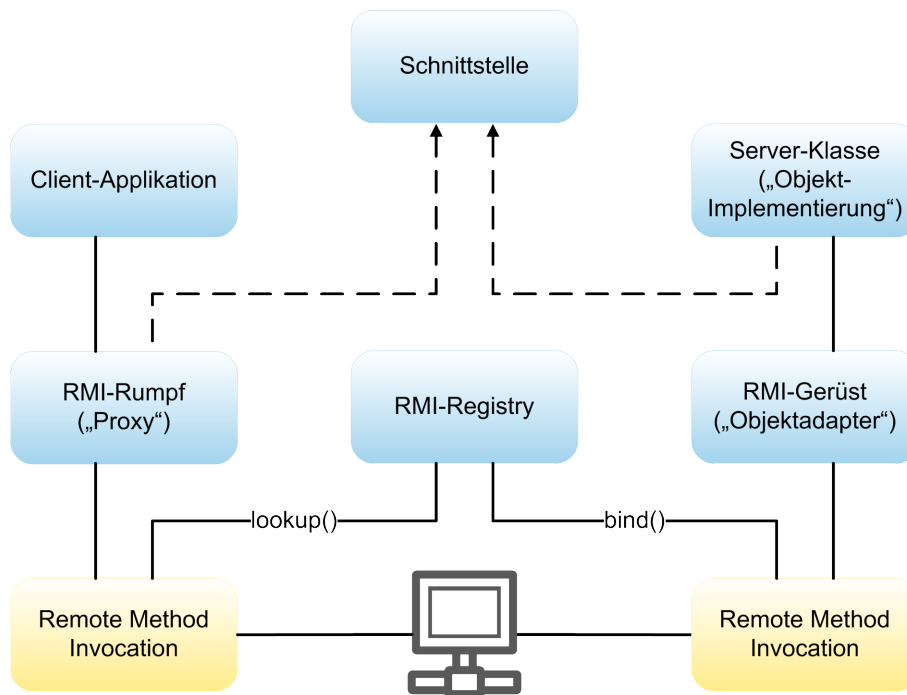 Schnittstelle
Client-Applikation
Server-Klasse
(„Objekt-
Implementierung“)
RMI-Rumpf
(„Proxy“)
RMI-Registry
RMI-Gerüst
(„Objektadapter“)
lookup()
bind()
Remote Method
Invocation
Remote Method
Invocation